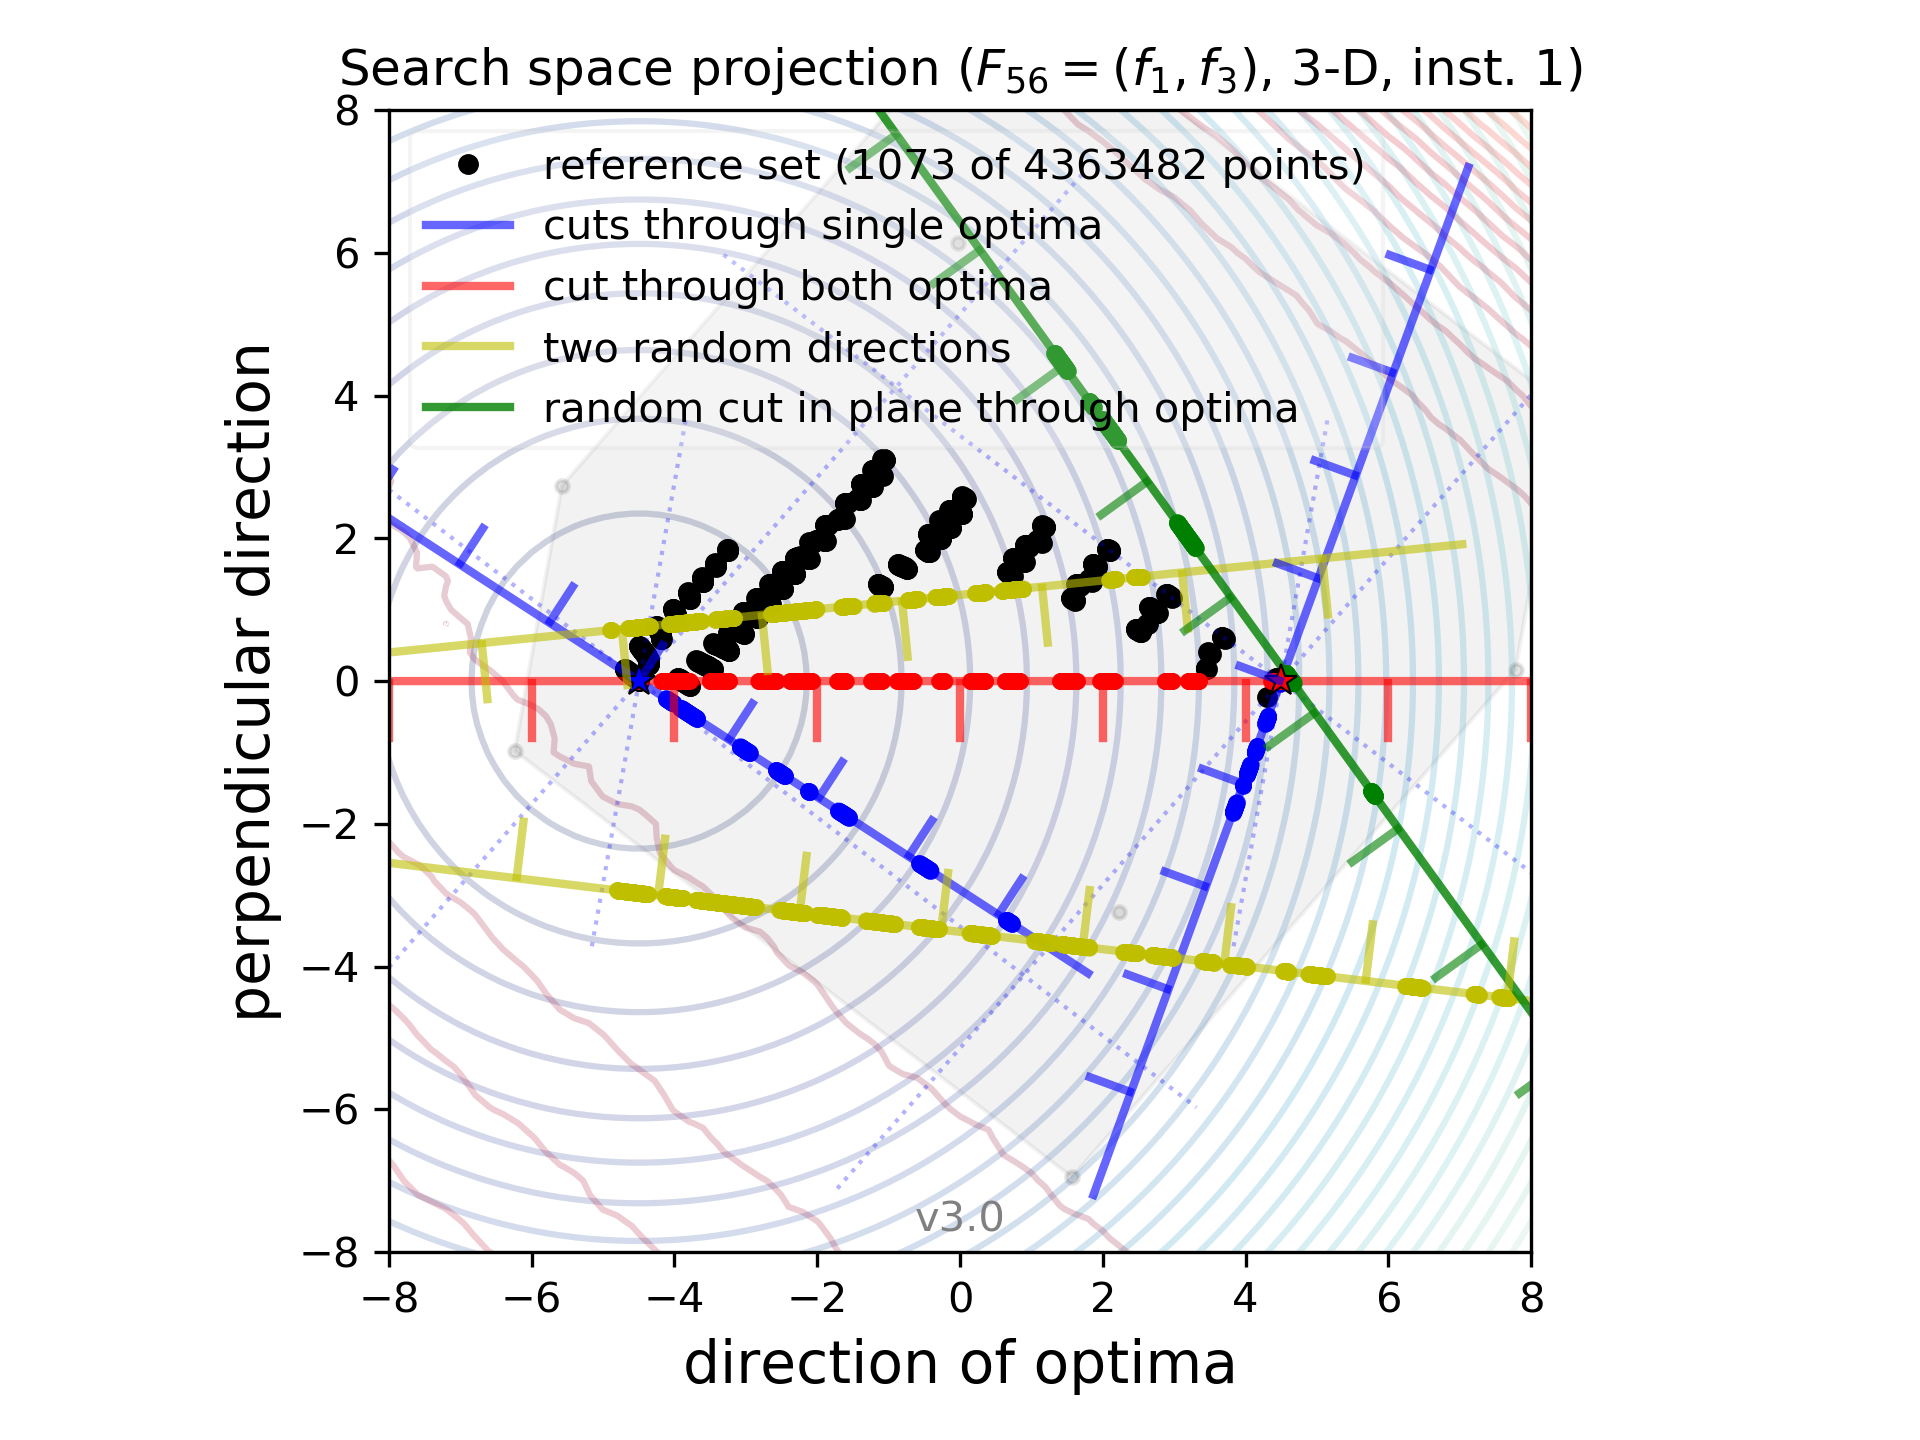 Search space projection (F₅₆ = (f₁, f₃), 3-D, inst. 1)
8
reference set (1073 of 4363482 points)
cuts through single optima
6
cut through both optima
two random directions
4
random cut in plane through optima
2
0
−2
−4
−6
−8
perpendicular direction
v3.0
−8 −6 −4 −2 0 2 4 6 8
direction of optima